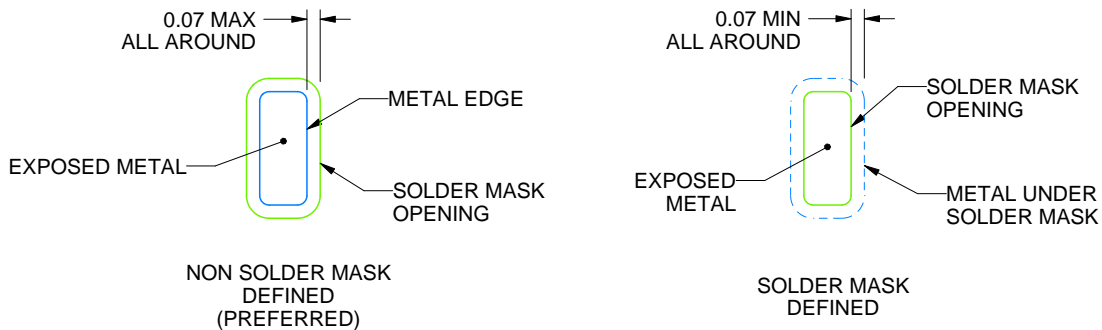 0.07 MAX
ALL AROUND
METAL EDGE
EXPOSED METAL
SOLDER MASK
OPENING
NON SOLDER MASK
DEFINED
(PREFERRED)
0.07 MIN
ALL AROUND
SOLDER MASK
OPENING
EXPOSED
METAL
METAL UNDER
SOLDER MASK
SOLDER MASK
DEFINED